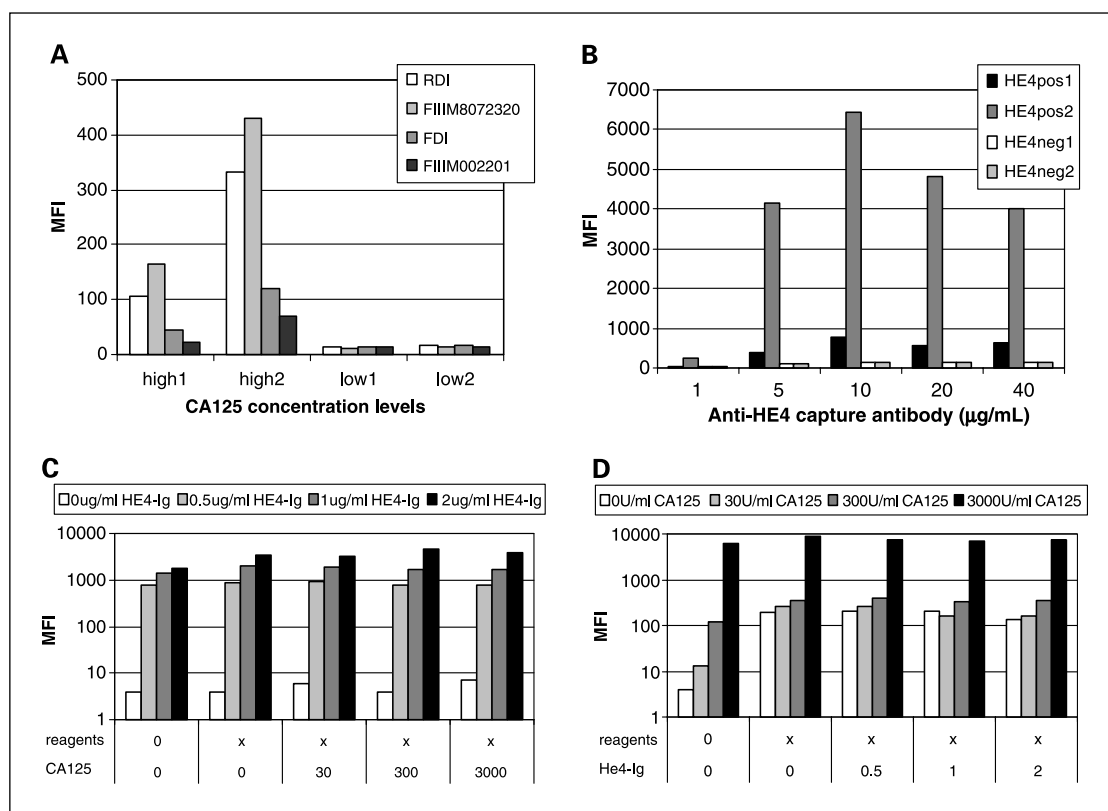 A
RDI
FIIIM8072320
FDI
FIIIM002201
500
400
300
200
100
0
MFI
high1 high2 low1 low2
CA125 concentration levels
B
HE4pos1
HE4pos2
HE4neg1
HE4neg2
7000
6000
5000
4000
3000
2000
1000
0
MFI
1 5 10 20 40
Anti-HE4 capture antibody (μg/mL)
C
0ug/ml HE4-Ig 0.5ug/ml HE4-Ig 1ug/ml HE4-Ig 2ug/ml HE4-Ig
10000
1000
100
10
1
MFI
reagents 0 x x x x
CA125 0 0 30 300 3000
D
0U/ml CA125 30U/ml CA125 300U/ml CA125 3000U/ml CA125
10000
1000
100
10
1
MFI
reagents 0 x x x x
He4-Ig 0 0 0.5 1 2